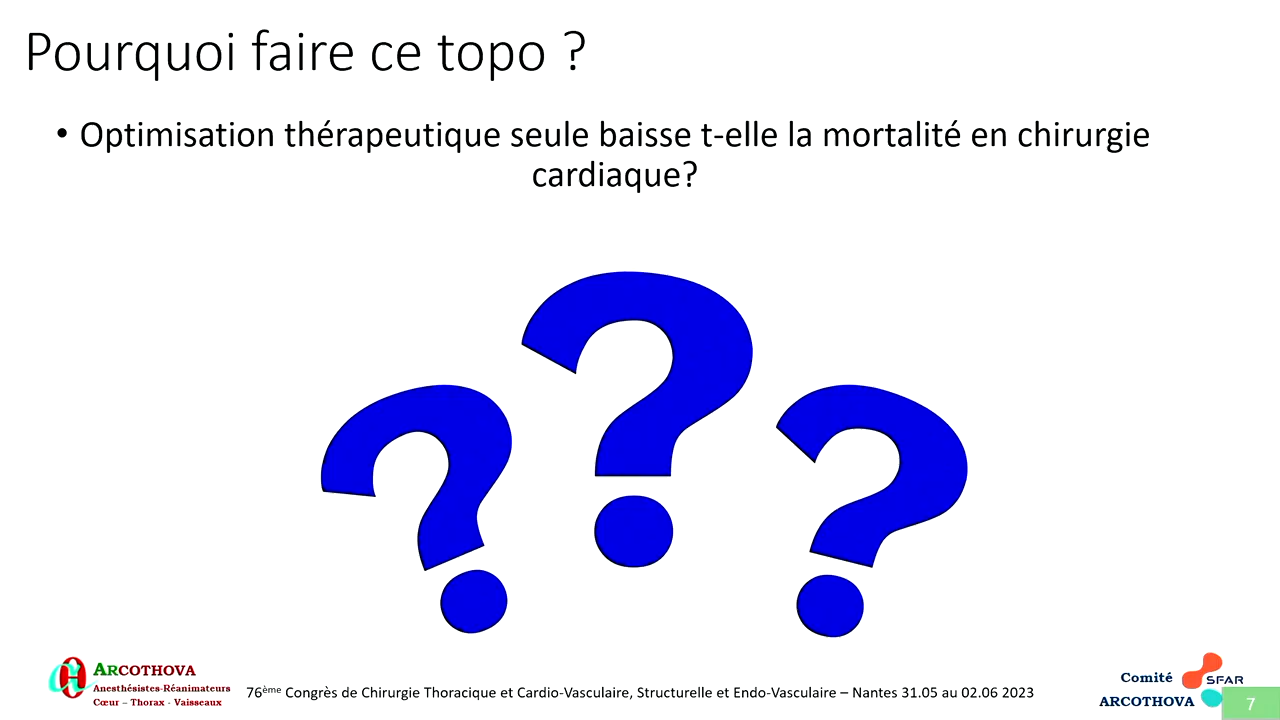 Pourquoi faire ce topo ?
• Optimisation thérapeutique seule baisse t-elle la mortalité en chirurgie
cardiaque?
ARCOTHOVA
Anesthésistes-Réanimateurs
Cœur – Thorax - Vaisseaux
76ème Congrès de Chirurgie Thoracique et Cardio-Vasculaire, Structurelle et Endo-Vasculaire – Nantes 31.05 au 02.06 2023
Comité
ARCOTHOVA
SFAR
7